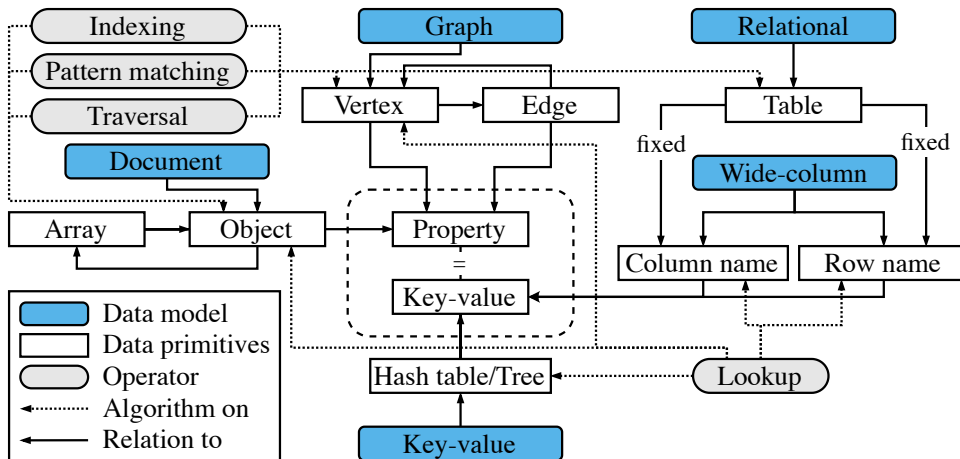 Indexing
Graph
Relational
Pattern matching
Vertex
Edge
Table
Traversal
fixed
fixed
Document
Wide-column
Array
Object
Property
=
Column name
Row name
Key-value
Data model
Data primitives
Operator
Algorithm on
Relation to
Hash table/Tree
Lookup
Key-value